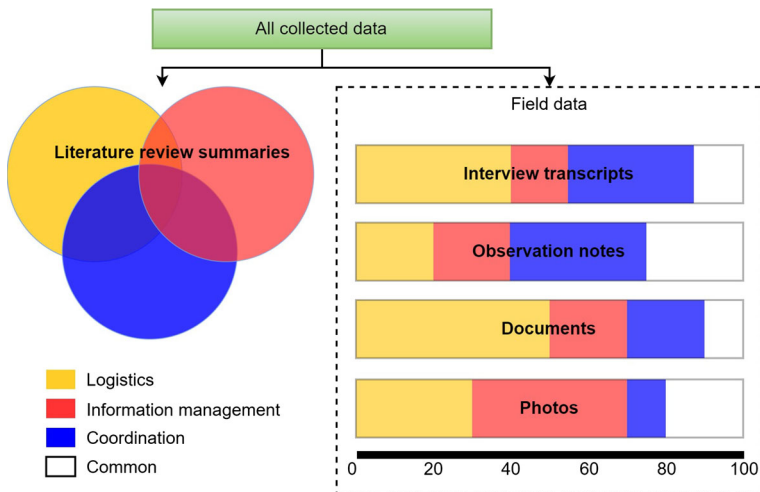 All collected data
Literature review summaries
Logistics
Information management
Coordination
Common
Field data
Interview transcripts
Observation notes
Documents
Photos
0 20 40 60 80 100